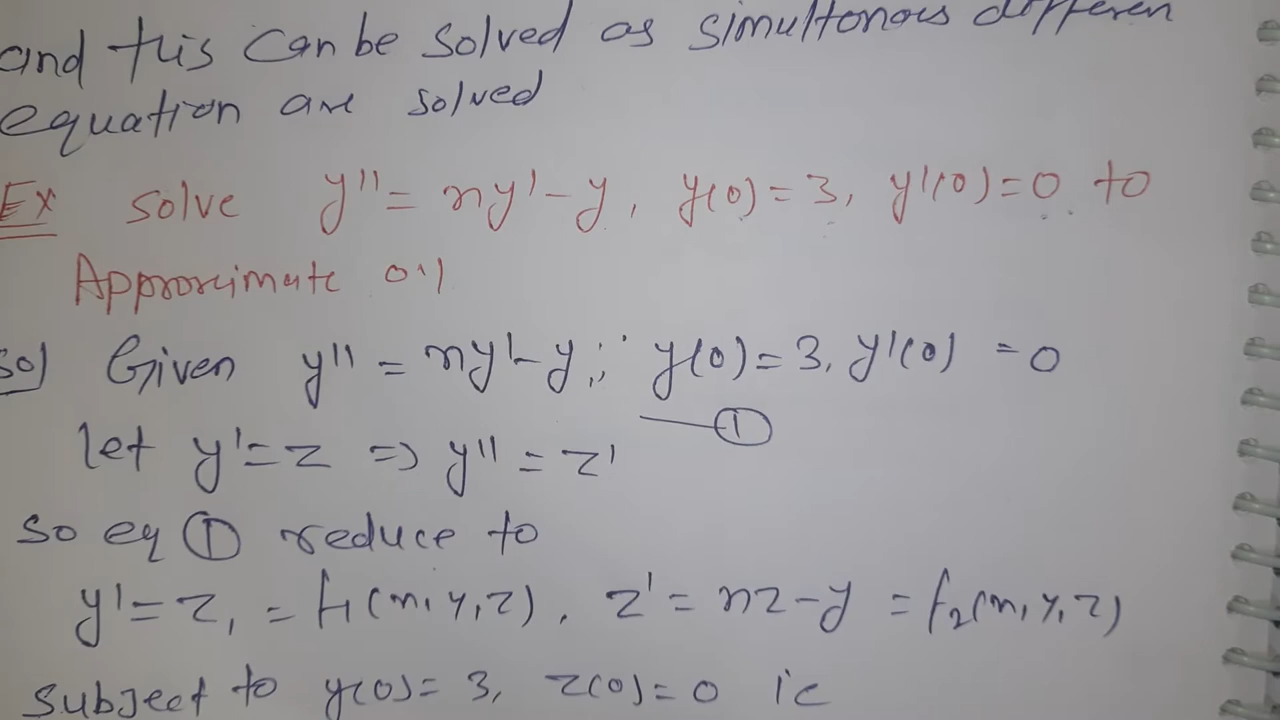 and this can be solved as simultonous differen
equation are solved
Ex solve y'' = xy' - y, y(0) = 3, y'(0) = 0 to
Approximate 0.1
Sol Given y'' = xy' - y; ∵ y(0) = 3, y'(0) = 0
— ①
let y' = z => y'' = z'
So eq ① reduce to
y' = z, = f₁(x, y, z), z' = xz - y = f₂(x, y, z)
Subject to y(0) = 3, z(0) = 0 ie